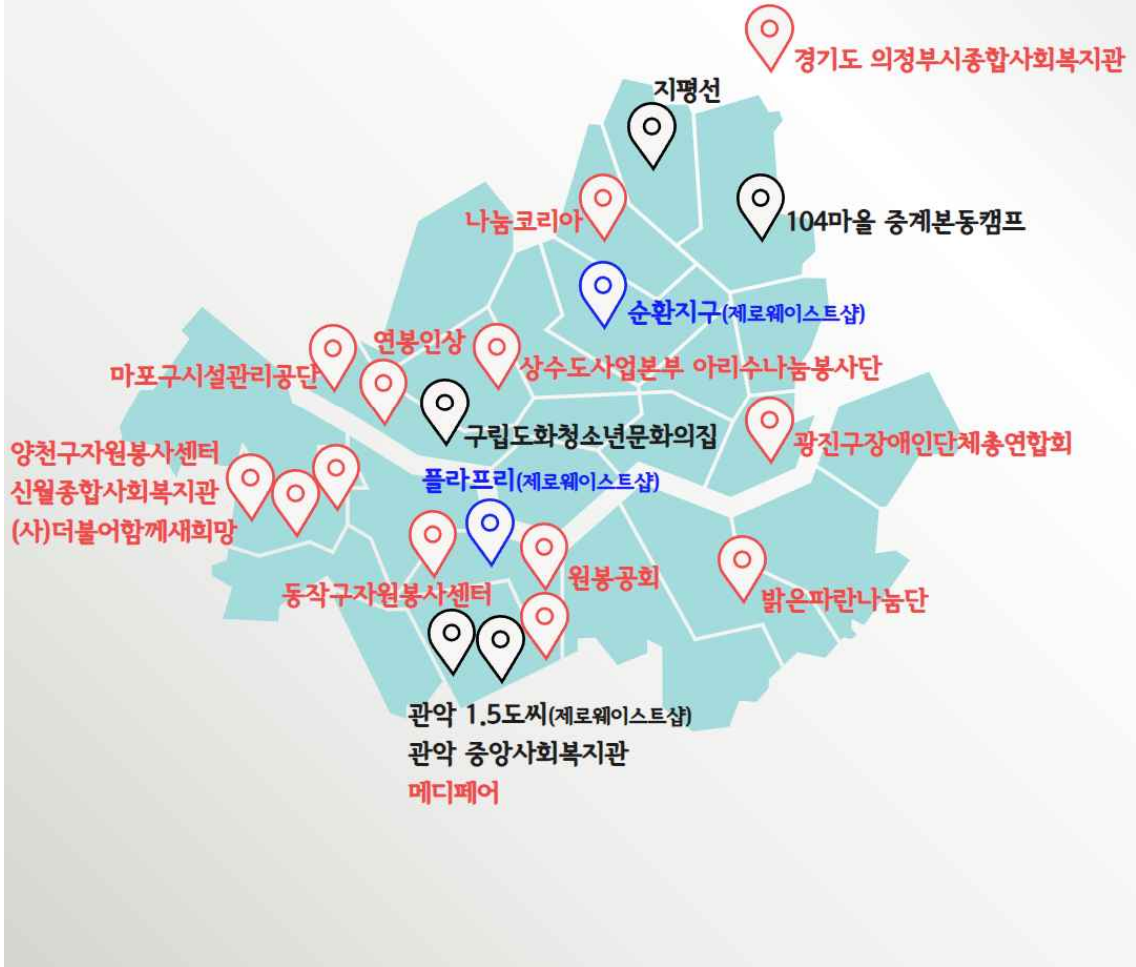 경기도 의정부시종합사회복지관
지평선
나눔코리아
104마을 중계본동캠프
순환지구(제로웨이스트샵)
연봉인상
마포구시설관리공단
상수도사업본부 아리수나눔봉사단
구립도화청소년문화의집
광진구장애인단체총연합회
양천구자원봉사센터
신월종합사회복지관
(사)더불어함께새희망
플라프리(제로웨이스트샵)
동작구자원봉사센터
원봉공회
밝은파란나눔단
관악 1.5도씨(제로웨이스트샵)
관악 중앙사회복지관
메디페어